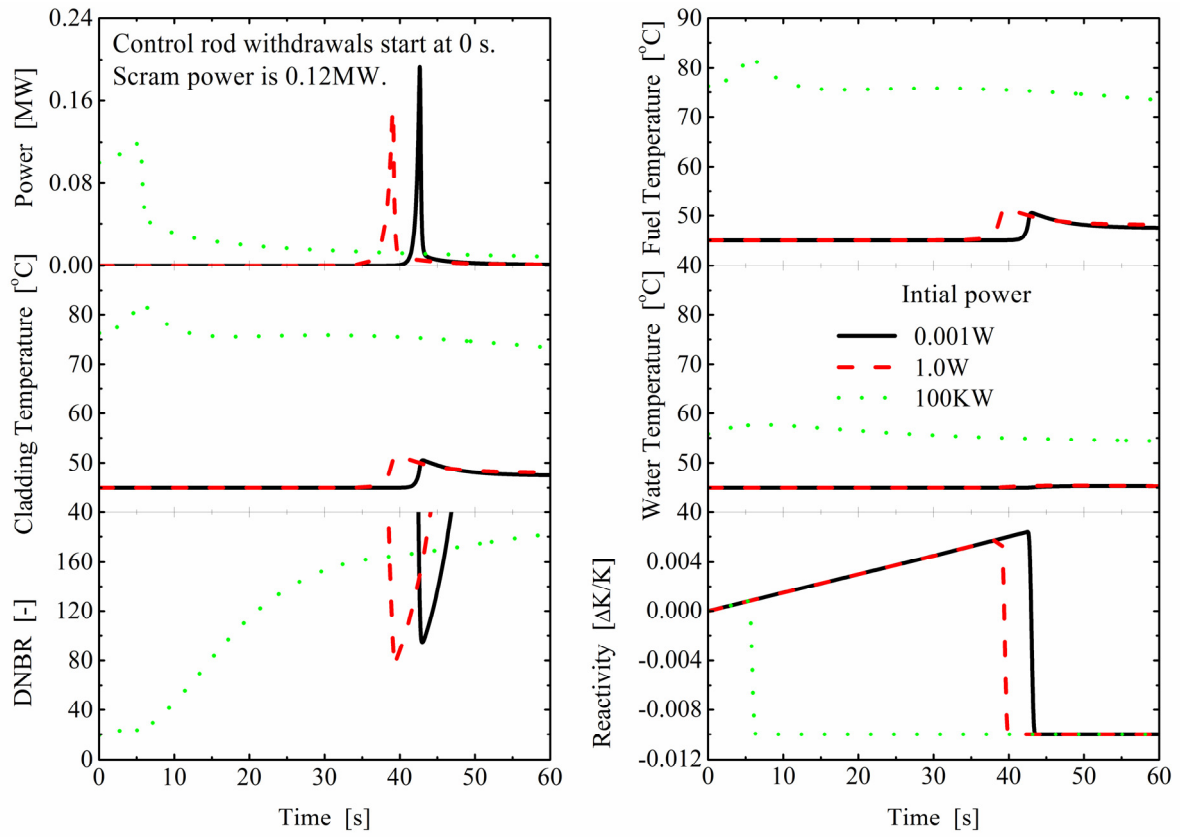 0.24
Control rod withdrawals start at 0 s.
Scram power is 0.12MW.
0.16
0.08
0.00
Power [MW]
80
70
60
50
Cladding Temperature [°C]
160
120
80
40
0
DNBR [-]
0 10 20 30 40 50 60
Time [s]
90
80
70
60
50
40
Fuel Temperature [°C]
Intial power
0.001W
1.0W
100KW
80
70
60
50
40
Water Temperature [°C]
0.004
0.000
-0.004
-0.008
-0.012
Reactivity [ΔK/K]
0 10 20 30 40 50 60
Time [s]